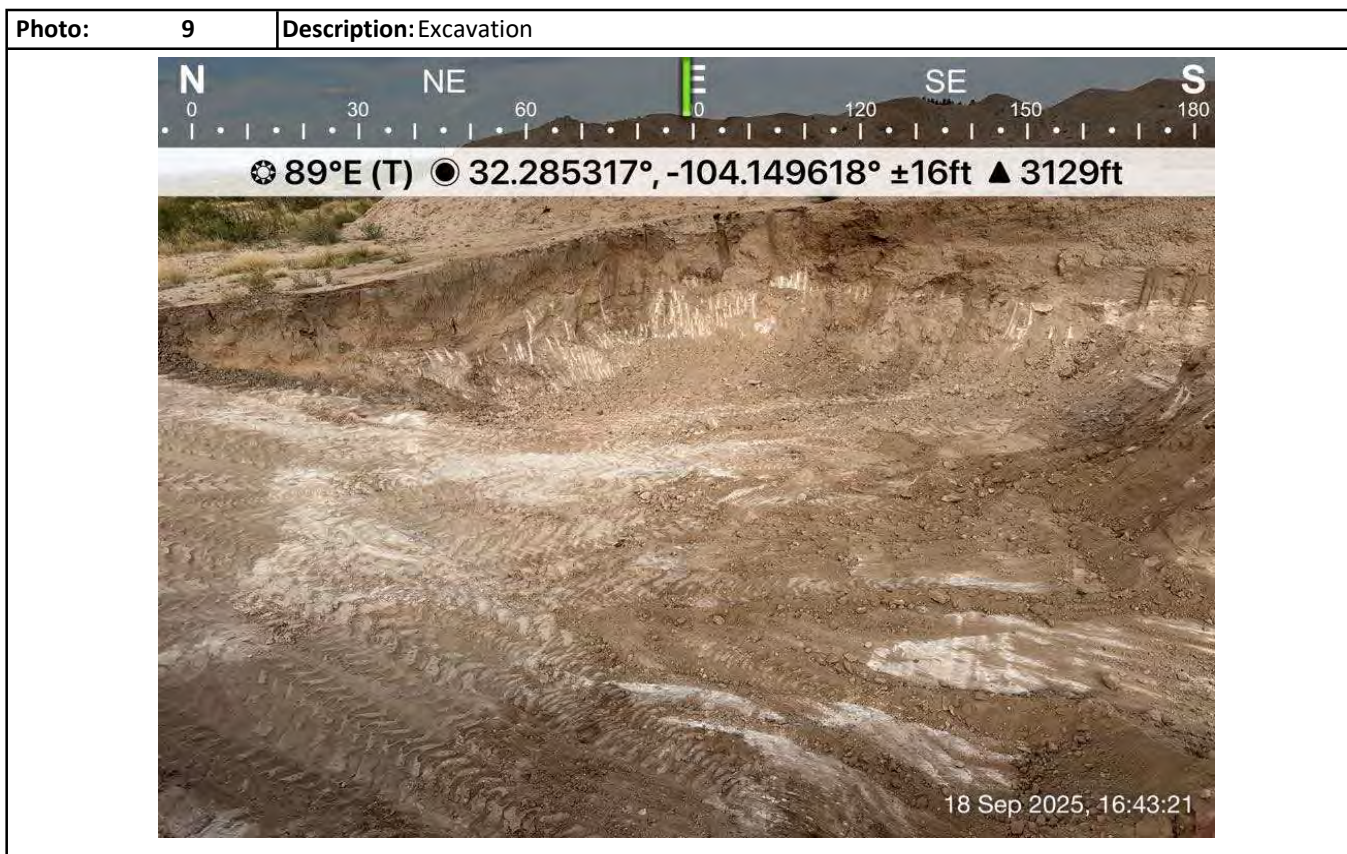 Photo: 9 Description: Excavation
N NE E SE S
0 30 60 90 120 150 180
89°E (T) 32.285317°, -104.149618° ±16ft ▲ 3129ft
18 Sep 2025, 16:43:21